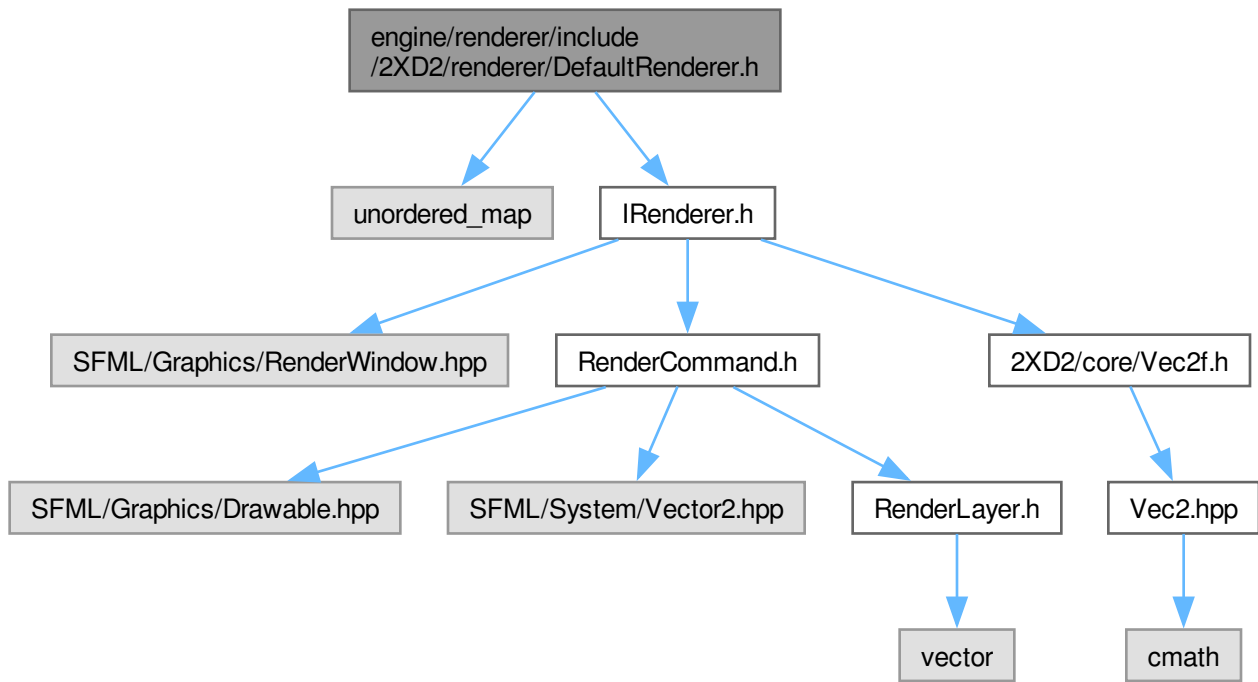 engine/renderer/include
/2XD2/renderer/DefaultRenderer.h
unordered_map
IRenderer.h
SFML/Graphics/RenderWindow.hpp
RenderCommand.h
2XD2/core/Vec2f.h
SFML/Graphics/Drawable.hpp
SFML/System/Vector2.hpp
RenderLayer.h
Vec2.hpp
vector
cmath